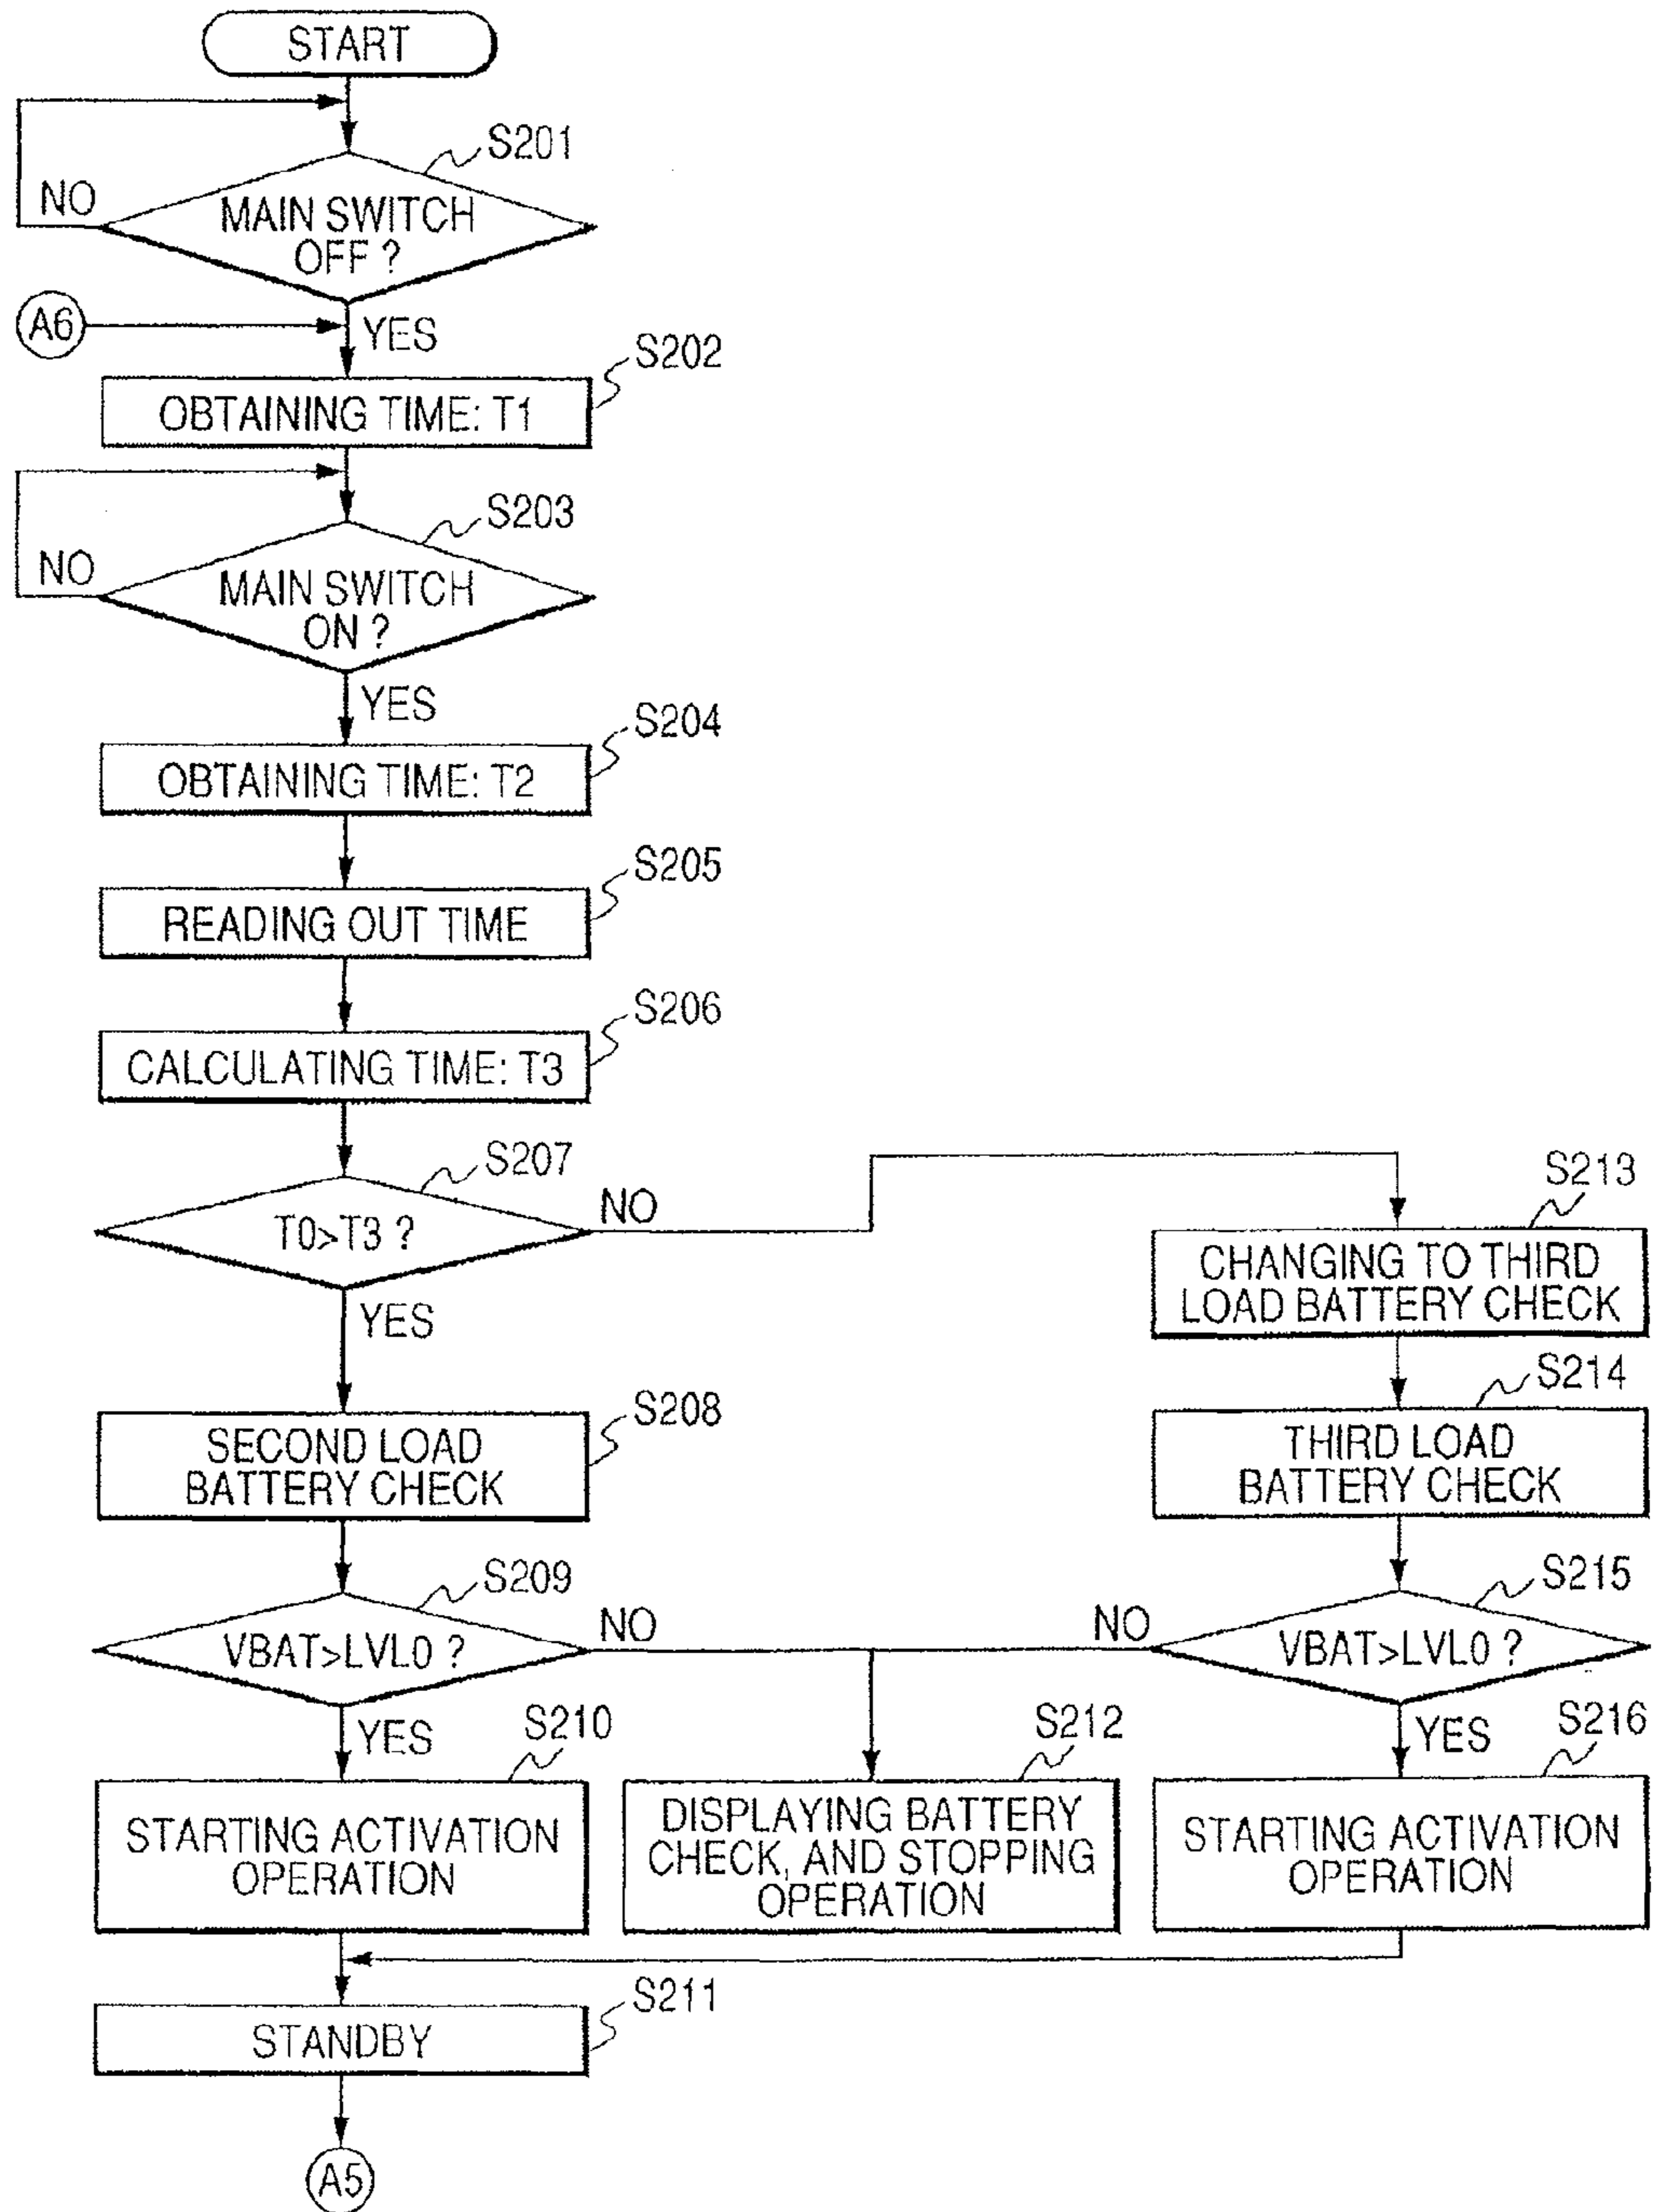 START
S201
NO
MAIN SWITCH
OFF ?
A6
YES
S202
OBTAINING TIME: T1
S203
NO
MAIN SWITCH
ON ?
YES
S204
OBTAINING TIME: T2
S205
READING OUT TIME
S206
CALCULATING TIME: T3
S207
T0>T3 ?
NO
YES
S213
CHANGING TO THIRD
LOAD BATTERY CHECK
S208
SECOND LOAD
BATTERY CHECK
S214
THIRD LOAD
BATTERY CHECK
S209
VBAT>LVL0 ?
NO
YES
S215
NO
VBAT>LVL0 ?
YES
S210
STARTING ACTIVATION
OPERATION
S212
DISPLAYING BATTERY
CHECK, AND STOPPING
OPERATION
S216
STARTING ACTIVATION
OPERATION
S211
STANDBY
A5